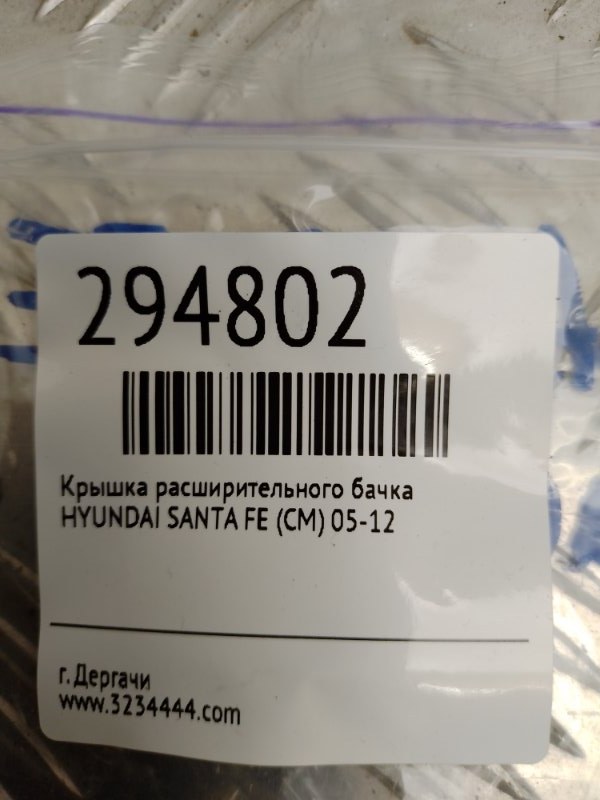 294802
Крышка расширительного бачка
HYUNDAI SANTA FE (CM) 05-12
г. Дергачи
www.3234444.com